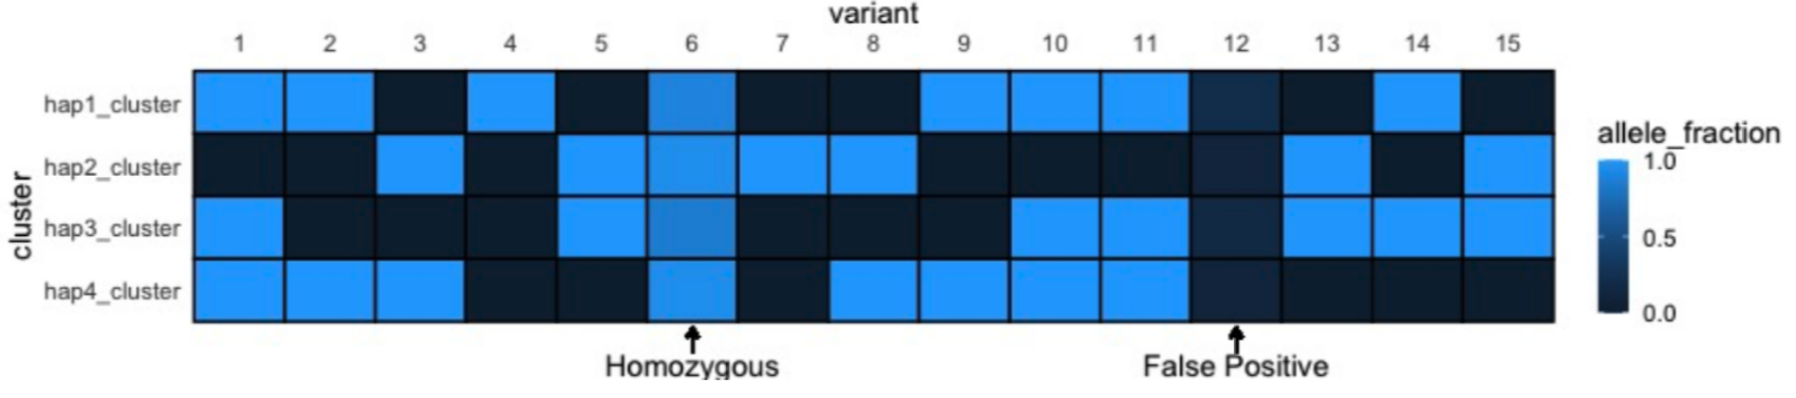 variant
1 2 3 4 5 6 7 8 9 10 11 12 13 14 15
cluster
hap1_cluster
hap2_cluster
hap3_cluster
hap4_cluster
allele_fraction
1.0
0.5
0.0
Homozygous
False Positive